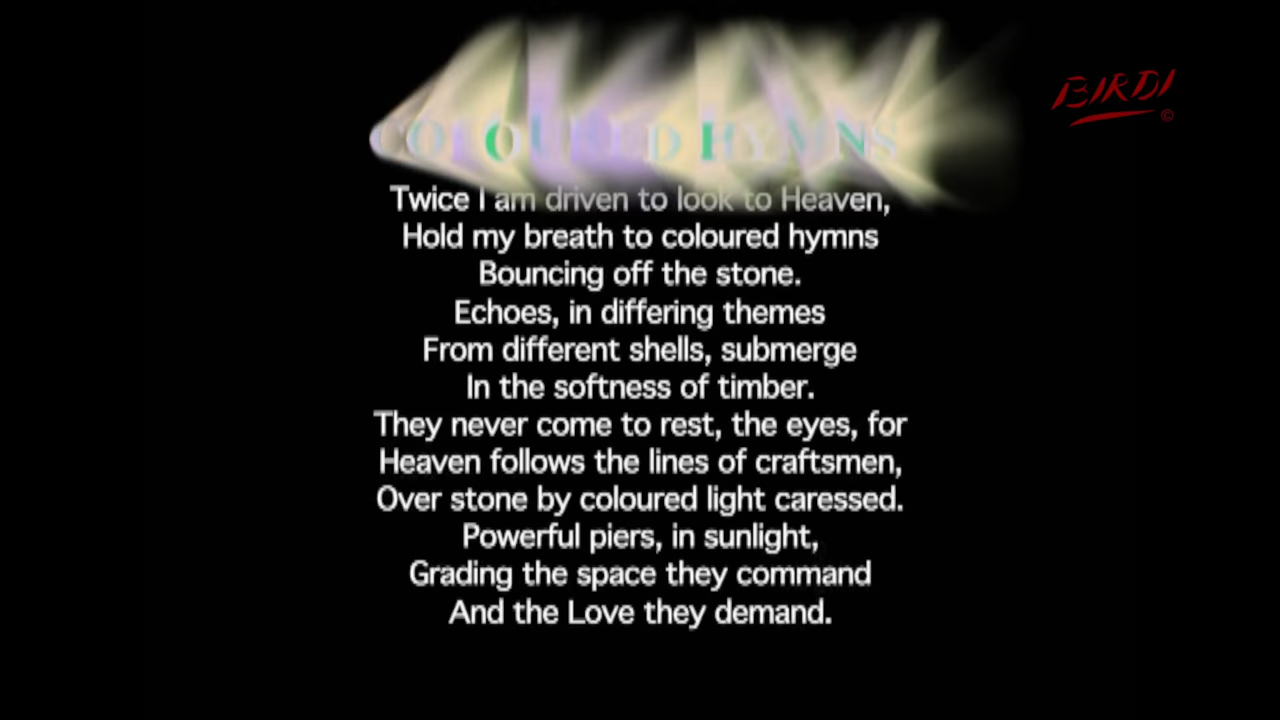 COLOURED HYMNS
BIRDI
©
Twice I am driven to look to Heaven,
Hold my breath to coloured hymns
Bouncing off the stone.
Echoes, in differing themes
From different shells, submerge
In the softness of timber.
They never come to rest, the eyes, for
Heaven follows the lines of craftsmen,
Over stone by coloured light caressed.
Powerful piers, in sunlight,
Grading the space they command
And the Love they demand.